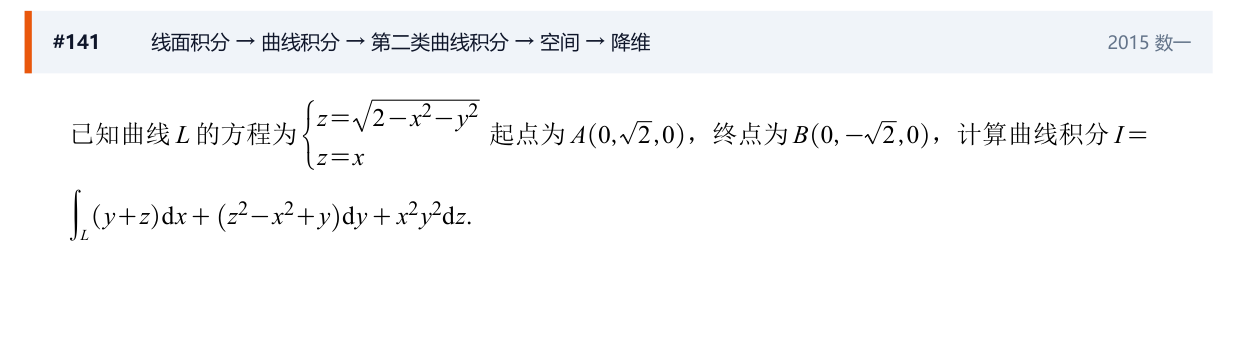 #141 线面积分 → 曲线积分 → 第二类曲线积分 → 空间 → 降维 2015 数一
已知曲线 L 的方程为 { z=√(2−x²−y²) z=x 起点为 A(0,√2,0)，终点为 B(0,−√2,0)，计算曲线积分 I=
∫_L (y+z)dx+(z²−x²+y)dy+x²y²dz.